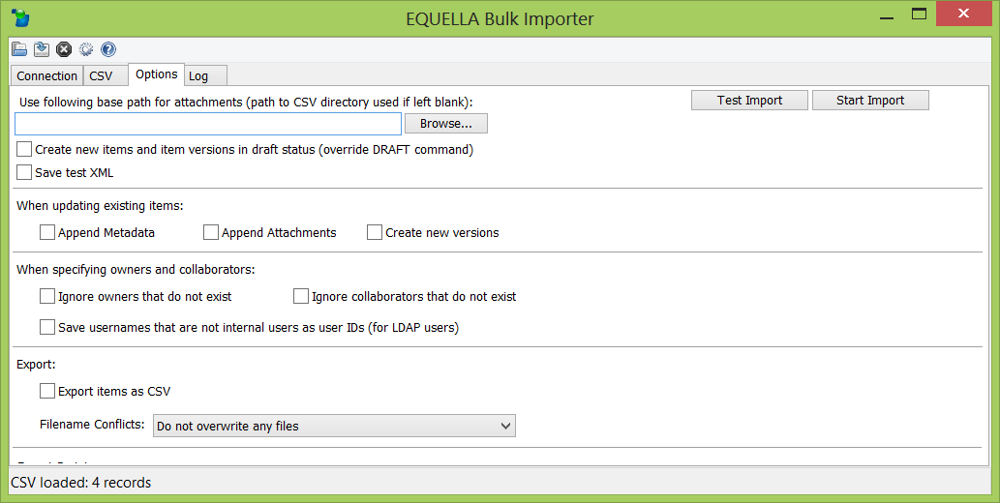 EQUELLA Bulk Importer
Connection CSV Options Log
Use following base path for attachments (path to CSV directory used if left blank):
Test Import Start Import
Browse...
Create new items and item versions in draft status (override DRAFT command)
Save test XML
When updating existing items:
Append Metadata Append Attachments Create new versions
When specifying owners and collaborators:
Ignore owners that do not exist Ignore collaborators that do not exist
Save usernames that are not internal users as user IDs (for LDAP users)
Export:
Export items as CSV
Filename Conflicts: Do not overwrite any files
CSV loaded: 4 records